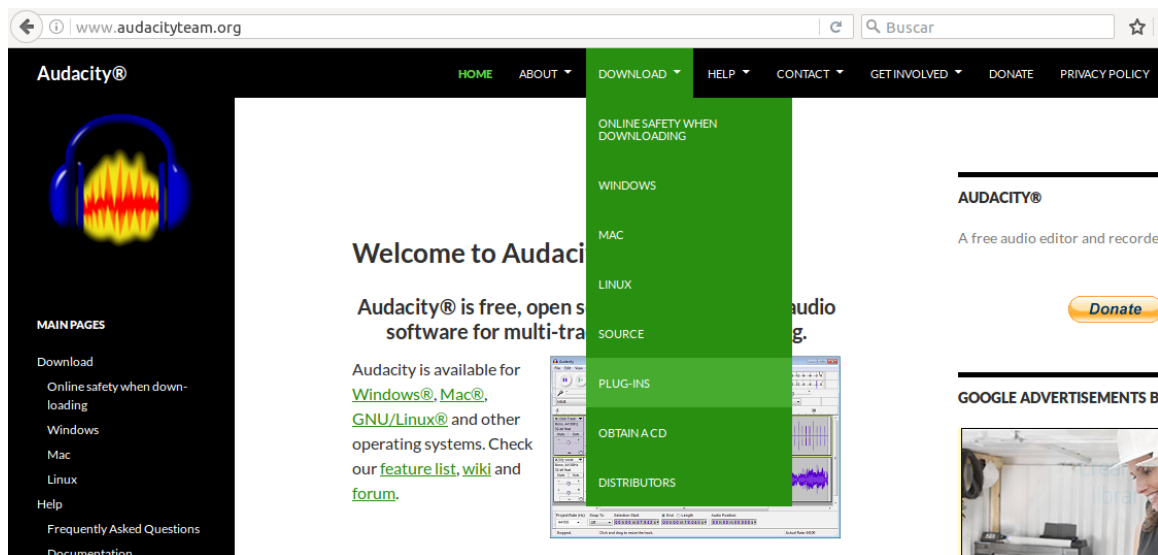 www.audacityteam.org
Buscar
Audacity®
HOME
ABOUT
DOWNLOAD
HELP
CONTACT
GET INVOLVED
DONATE
PRIVACY POLICY
ONLINE SAFETY WHEN
DOWNLOADING
WINDOWS
MAC
LINUX
SOURCE
PLUG-INS
OBTAIN A CD
DISTRIBUTORS
MAIN PAGES
Download
Online safety when down-
loading
Windows
Mac
Linux
Help
Frequently Asked Questions
Documentation
Welcome to Audaci
Audacity® is free, open s
audio
software for multi-tra
g.
Audacity is available for
Windows®, Mac®,
GNU/Linux® and other
operating systems. Check
our feature list, wiki and
forum.
AUDACITY®
A free audio editor and recorde
Donate
GOOGLE ADVERTISEMENTS B